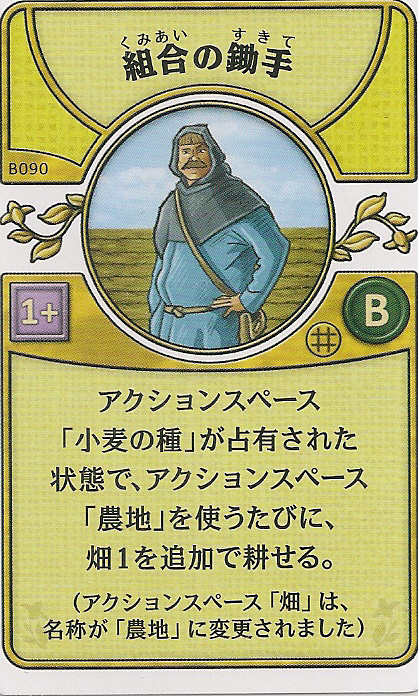 くみあい すきて
組合の鋤手
B090
1+
B
アクションスペース
「小麦の種」が占有された
状態で、アクションスペース
「農地」を使うたびに、
畑1を追加で耕せる。
(アクションスペース「畑」は、
名称が「農地」に変更されました)